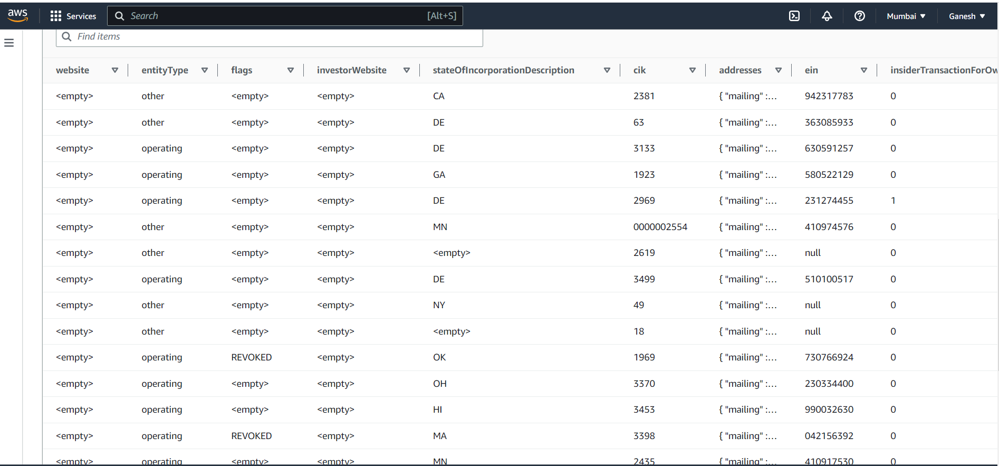 aws Services Search [Alt+S] Mumbai Ganesh
Find items
website entityType flags investorWebsite stateOfIncorporationDescription cik addresses ein insiderTransactionForOw
<empty> other <empty> <empty> CA 2381 { "mailing" :... 942317783 0
<empty> other <empty> <empty> DE 63 { "mailing" :... 363085933 0
<empty> operating <empty> <empty> DE 3133 { "mailing" :... 630591257 0
<empty> operating <empty> <empty> GA 1923 { "mailing" :... 580522129 0
<empty> operating <empty> <empty> DE 2969 { "mailing" :... 231274455 1
<empty> other <empty> <empty> MN 0000002554 { "mailing" :... 410974576 0
<empty> other <empty> <empty> <empty> 2619 { "mailing" :... null 0
<empty> operating <empty> <empty> DE 3499 { "mailing" :... 510100517 0
<empty> other <empty> <empty> NY 49 { "mailing" :... null 0
<empty> other <empty> <empty> <empty> 18 { "mailing" :... null 0
<empty> operating REVOKED <empty> OK 1969 { "mailing" :... 730766924 0
<empty> operating <empty> <empty> OH 3370 { "mailing" :... 230334400 0
<empty> operating <empty> <empty> HI 3453 { "mailing" :... 990032630 0
<empty> operating REVOKED <empty> MA 3398 { "mailing" :... 042156392 0
<empty> operating <empty> <empty> MN 2435 { "mailing" :... 410917530 0